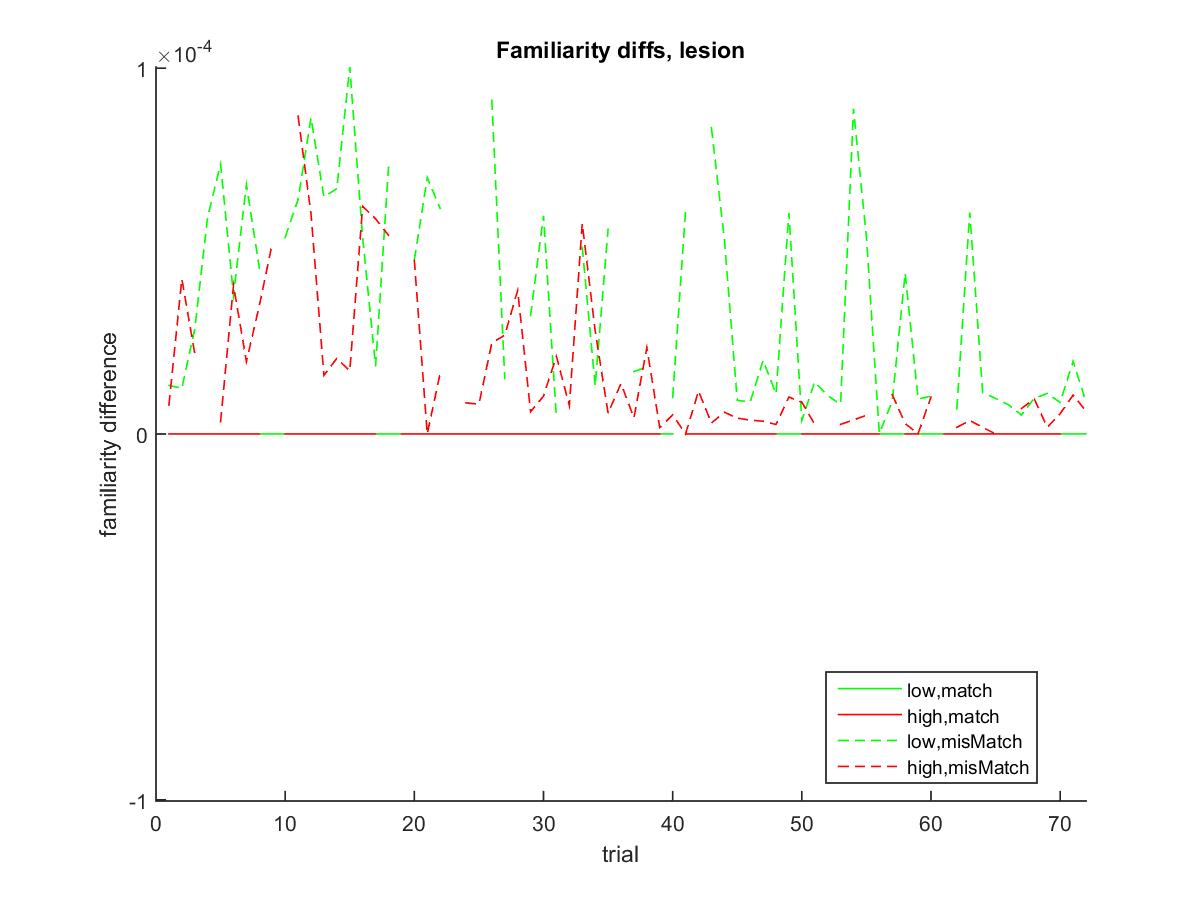 Familiarity diffs, lesion
×10-4
1
0
-1
familiarity difference
0 10 20 30 40 50 60 70
trial
low,match
high,match
low,misMatch
high,misMatch